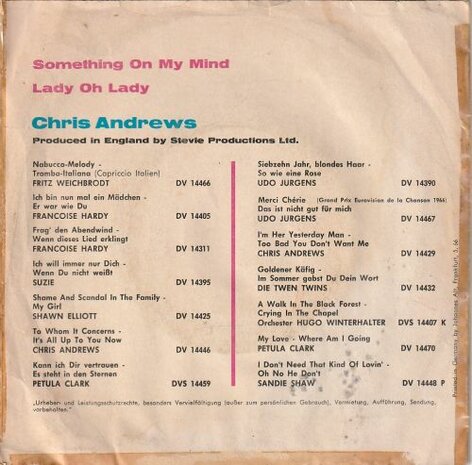 Something On My Mind
Lady Oh Lady
Chris Andrews
Produced in England by Stevie Productions Ltd.
Nabucco-Melody -
Tromba-Italiana (Capriccio Italien)
FRITZ WEICHBRODT DV 14466
Ich bin nun mal ein Mädchen -
Er war wie Du
FRANCOISE HARDY DV 14405
Frag' den Abendwind -
Wenn dieses Lied erklingt
FRANCOISE HARDY DV 14311
Ich will immer nur Dich -
Wenn Du nicht weißt
SUZIE DV 14395
Shame And Scandal In The Family -
My Girl
SHAWN ELLIOTT DV 14425
To Whom It Concerns -
It's All Up To You Now
CHRIS ANDREWS DV 14446
Kann ich Dir vertrauen -
Es steht in den Sternen
PETULA CLARK DVS 14459
Siebzehn Jahr, blondes Haar -
So wie eine Rose
UDO JURGENS DV 14390
Merci Chérie (Grand Prix Eurovision de la Chanson 1966)
Das ist nicht gut für mich
UDO JURGENS DV 14467
I'm Her Yesterday Man -
Too Bad You Don't Want Me
CHRIS ANDREWS DV 14429
Goldener Käfig -
Im Sommer gabst Du Dein Wort
DIE TWEN TWINS DV 14432
A Walk In The Black Forest -
Crying In The Chapel
Orchester HUGO WINTERHALTER DVS 14407 K
My Love - Where Am I Going
PETULA CLARK DV 14470
I Don't Need That Kind Of Lovin' -
Oh No He Don't
SANDIE SHAW DV 14448 P
„Urheber- und Leistungsschutzrechte, besonders Vervielfältigung (außer zum persönlichen Gebrauch), Vermietung, Aufführung, Sendung,
vorbehalten."
Printed in Germany by Johannes Alt, Frankfurt, 5. 66